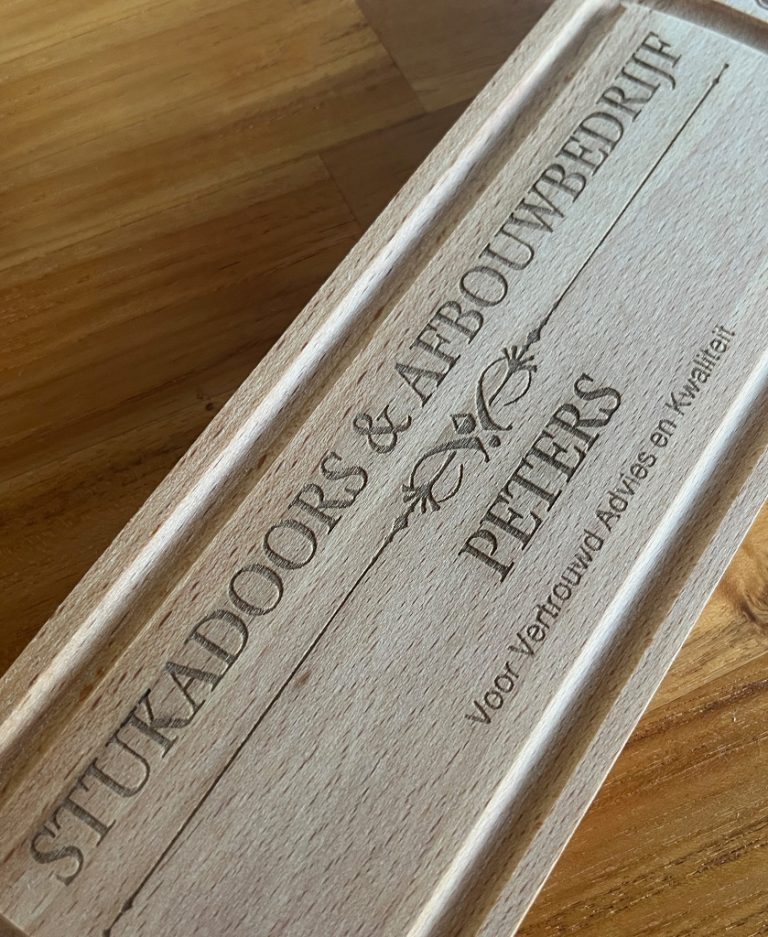 STUKADOORS & AFBOUWBEDRIJF
PETERS
Voor Vertrouwd Advies en Kwaliteit